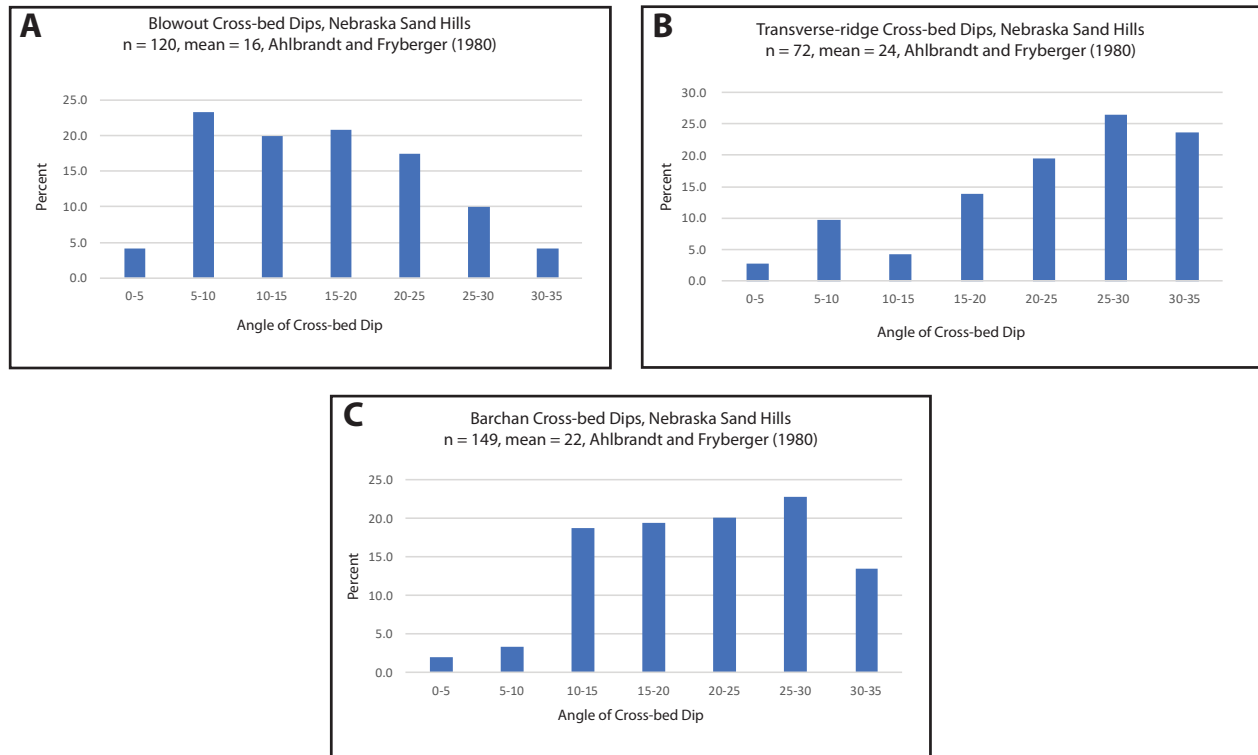 A
Blowout Cross-bed Dips, Nebraska Sand Hills
n = 120, mean = 16, Ahlbrandt and Fryberger (1980)
Percent
25.0
20.0
15.0
10.0
5.0
0.0
0-5 5-10 10-15 15-20 20-25 25-30 30-35
Angle of Cross-bed Dip
B
Transverse-ridge Cross-bed Dips, Nebraska Sand Hills
n = 72, mean = 24, Ahlbrandt and Fryberger (1980)
Percent
30.0
25.0
20.0
15.0
10.0
5.0
0.0
0-5 5-10 10-15 15-20 20-25 25-30 30-35
Angle of Cross-bed Dip
C
Barchan Cross-bed Dips, Nebraska Sand Hills
n = 149, mean = 22, Ahlbrandt and Fryberger (1980)
Percent
25.0
20.0
15.0
10.0
5.0
0.0
0-5 5-10 10-15 15-20 20-25 25-30 30-35
Angle of Cross-bed Dip